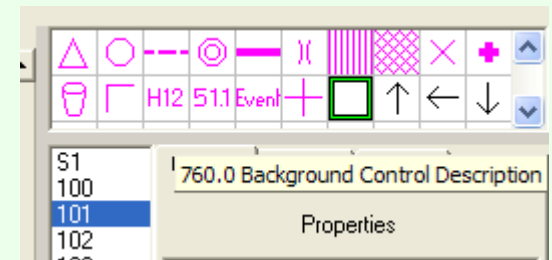 H12 51.1 Event
S1
760.0 Background Control Description
100
101
Properties
102